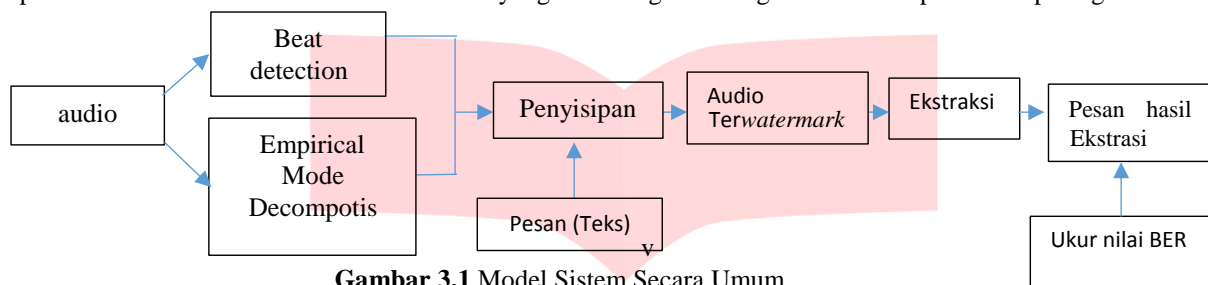 Beat
detection
audio
Empirical
Mode
Decompotis
Penyisipan
Pesan (Teks)
v
Audio
Terwatermark
Ekstraksi
Pesan hasil
Ekstrasi
Ukur nilai BER
Gambar 3.1 Model Sistem Secara Umum